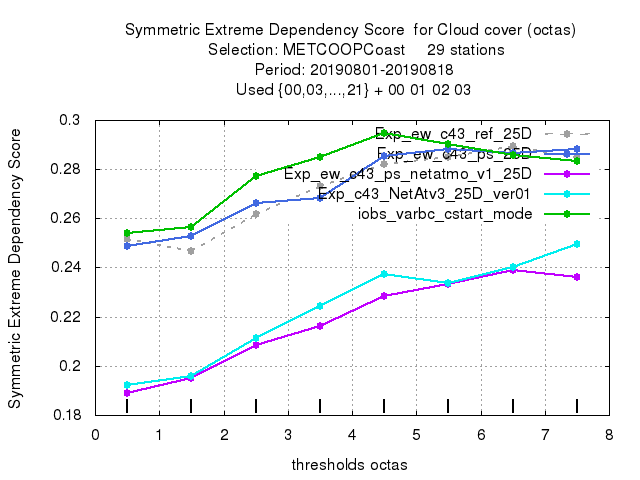 Symmetric Extreme Dependency Score  for Cloud cover (octas)
Selection: METCOOPCoast     29 stations
Period: 20190801-20190818
Used {00,03,...,21} + 00 01 02 03
Symmetric Extreme Dependency Score
0.3
0.28
0.26
0.24
0.22
0.2
0.18
Exp_ew_c43_ref_25D
Exp_ew_c43_ps_25D
Exp_ew_c43_ps_netatmo_v1_25D
Exp_c43_NetAtv3_25D_ver01
iobs_varbc_cstart_mode
0 1 2 3 4 5 6 7 8
thresholds octas